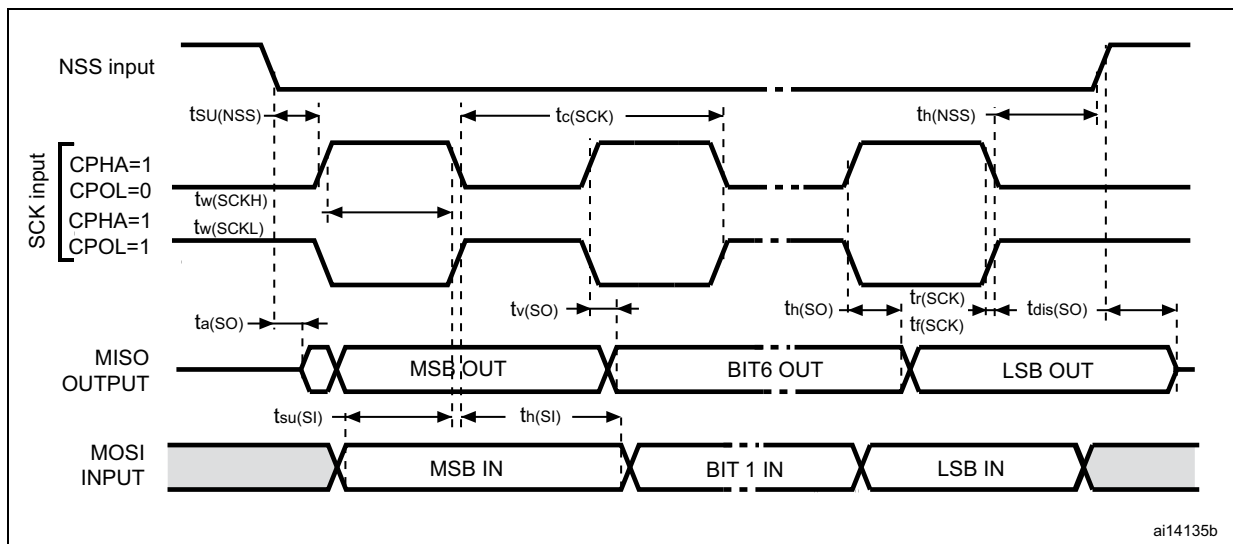 NSS input
tSU(NSS)
tc(SCK)
th(NSS)
SCK input
CPHA=1
CPOL=0
tw(SCKH)
CPHA=1
tw(SCKL)
CPOL=1
ta(SO)
tv(SO)
th(SO)
tr(SCK)
tf(SCK)
tdis(SO)
MISO
OUTPUT
MSB OUT
BIT6 OUT
LSB OUT
tsu(SI)
th(SI)
MOSI
INPUT
MSB IN
BIT 1 IN
LSB IN
ai14135b